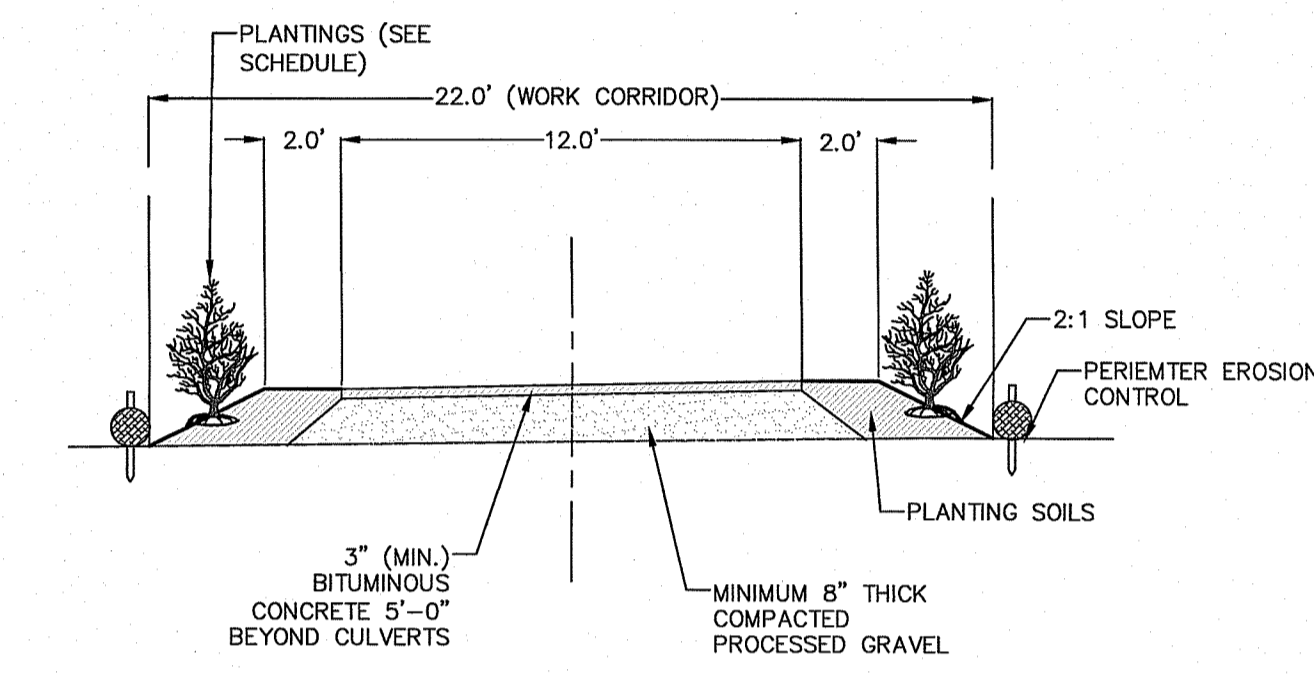 PLANTINGS (SEE
SCHEDULE)
22.0' (WORK CORRIDOR)
2.0'
12.0'
2.0'
2:1 SLOPE
PERIEMTER EROSION
CONTROL
PLANTING SOILS
3" (MIN.)
BITUMINOUS
CONCRETE 5'-0"
BEYOND CULVERTS
MINIMUM 8" THICK
COMPACTED
PROCESSED GRAVEL